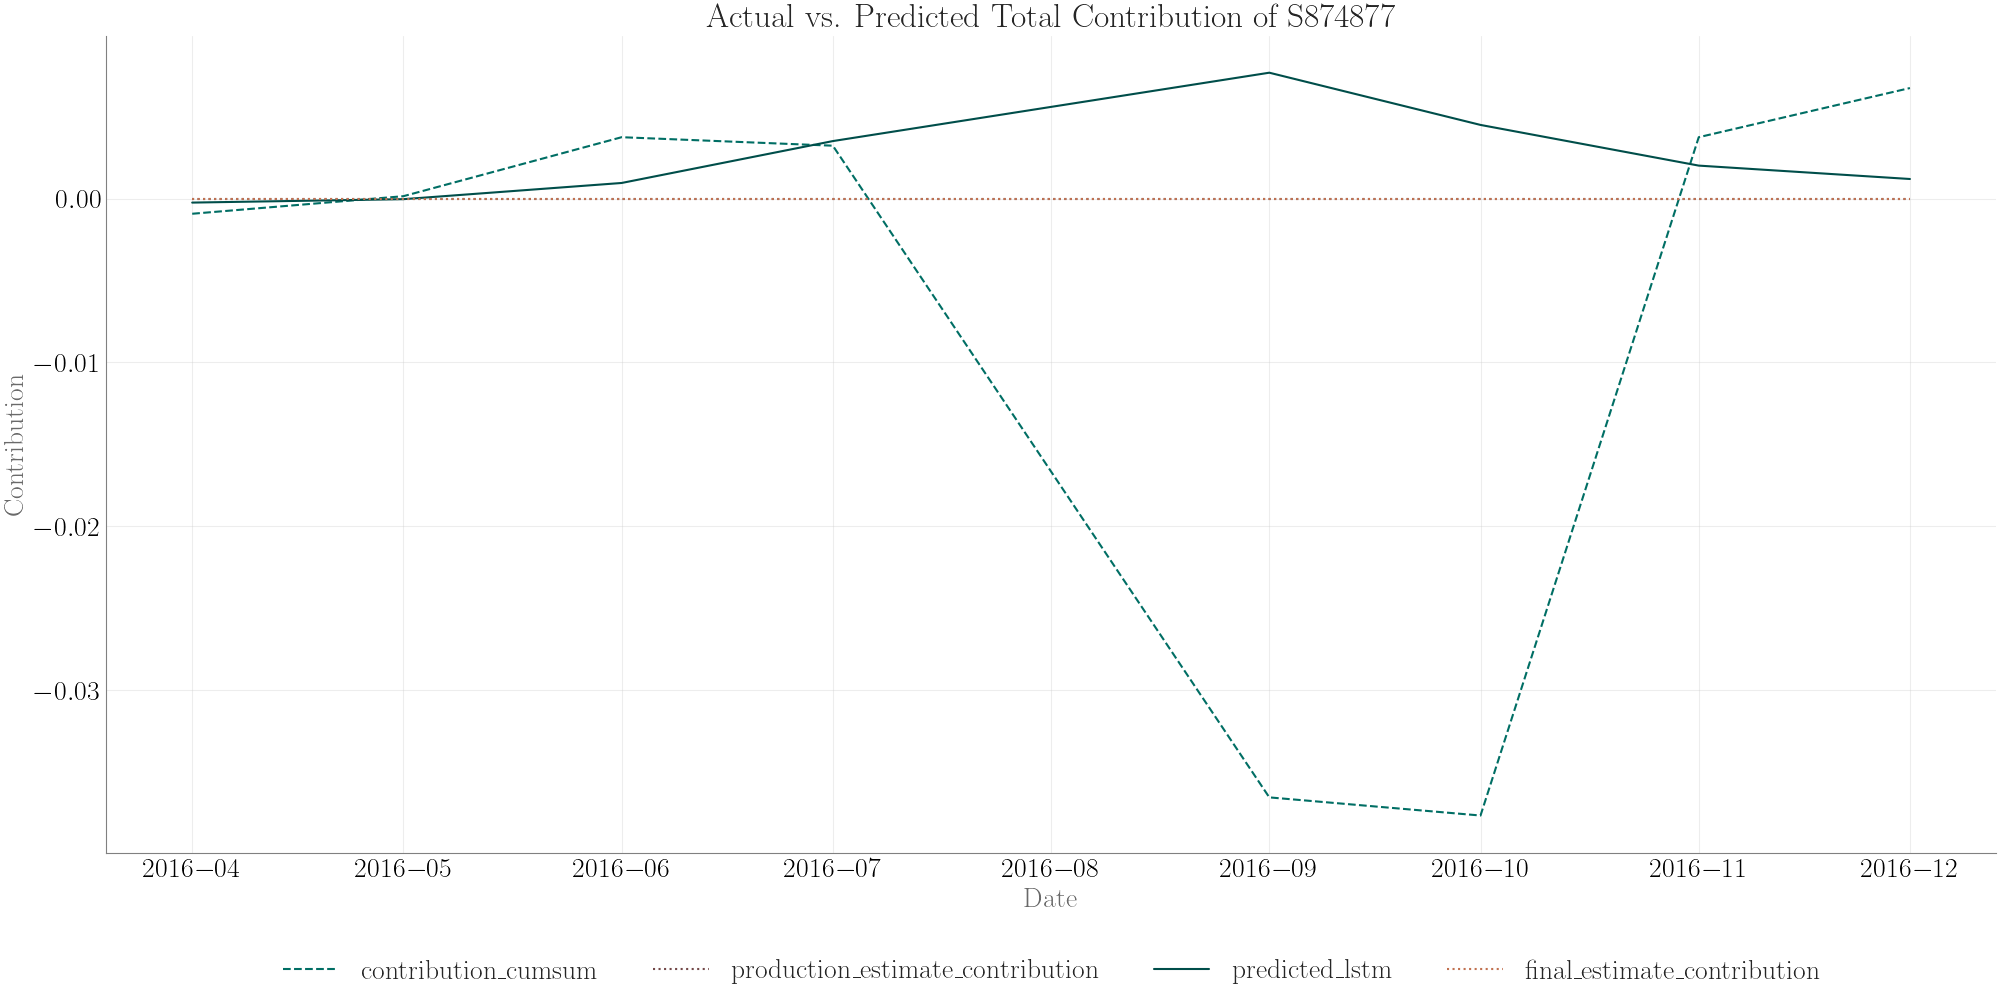 Actual vs. Predicted Total Contribution of S874877
Contribution
0.00
−0.01
−0.02
−0.03
2016−04 2016−05 2016−06 2016−07 2016−08 2016−09 2016−10 2016−11 2016−12
Date
contribution_cumsum production_estimate_contribution predicted_lstm final_estimate_contribution